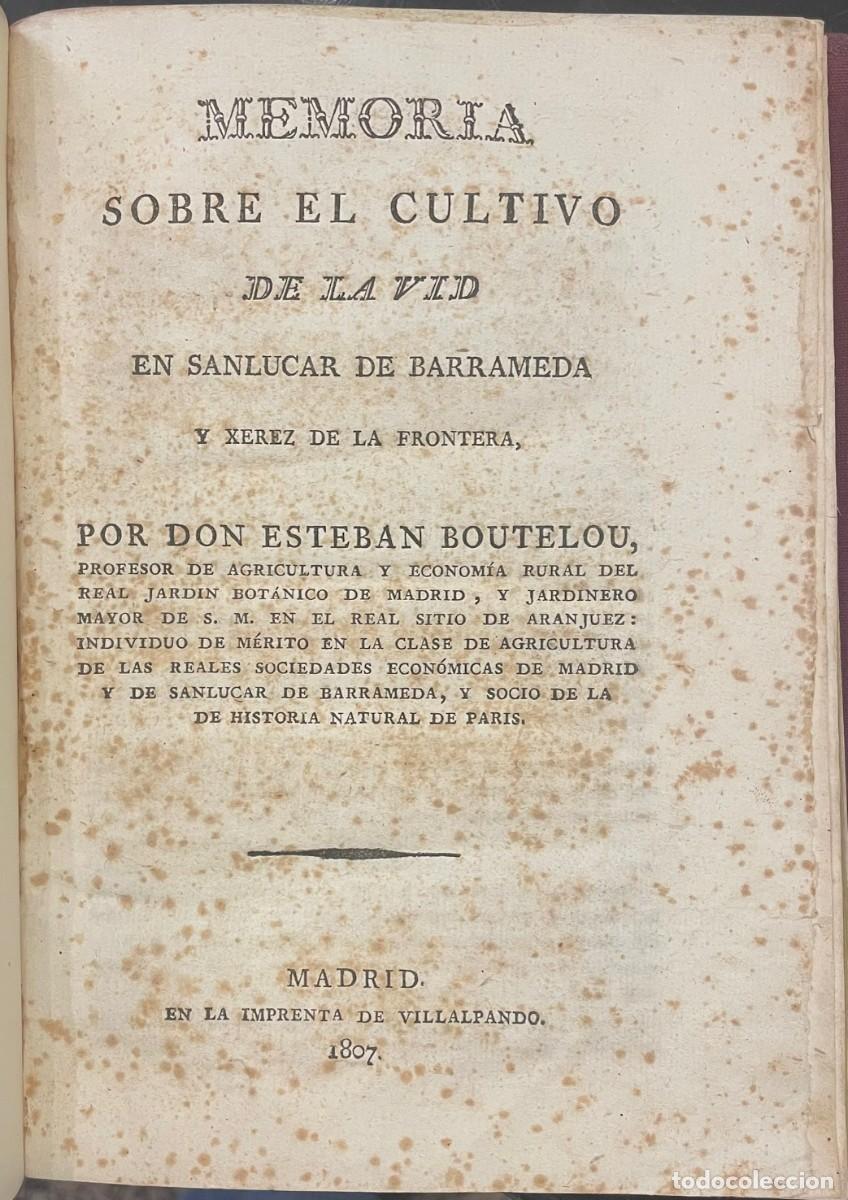 MEMORIA
SOBRE EL CULTIVO
DE LA VID
EN SANLUCAR DE BARRAMEDA
Y XEREZ DE LA FRONTERA,
POR DON ESTEBAN BOUTELOU,
PROFESOR DE AGRICULTURA Y ECONOMÍA RURAL DEL
REAL JARDIN BOTÁNICO DE MADRID, Y JARDINERO
MAYOR DE S. M. EN EL REAL SITIO DE ARANJUEZ:
INDIVIDUO DE MÉRITO EN LA CLASE DE AGRICULTURA
DE LAS REALES SOCIEDADES ECONÓMICAS DE MADRID
Y DE SANLUCAR DE BARRAMEDA, Y SOCIO DE LA
DE HISTORIA NATURAL DE PARIS.
MADRID.
EN LA IMPRENTA DE VILLALPANDO.
1807.
todocoleccion